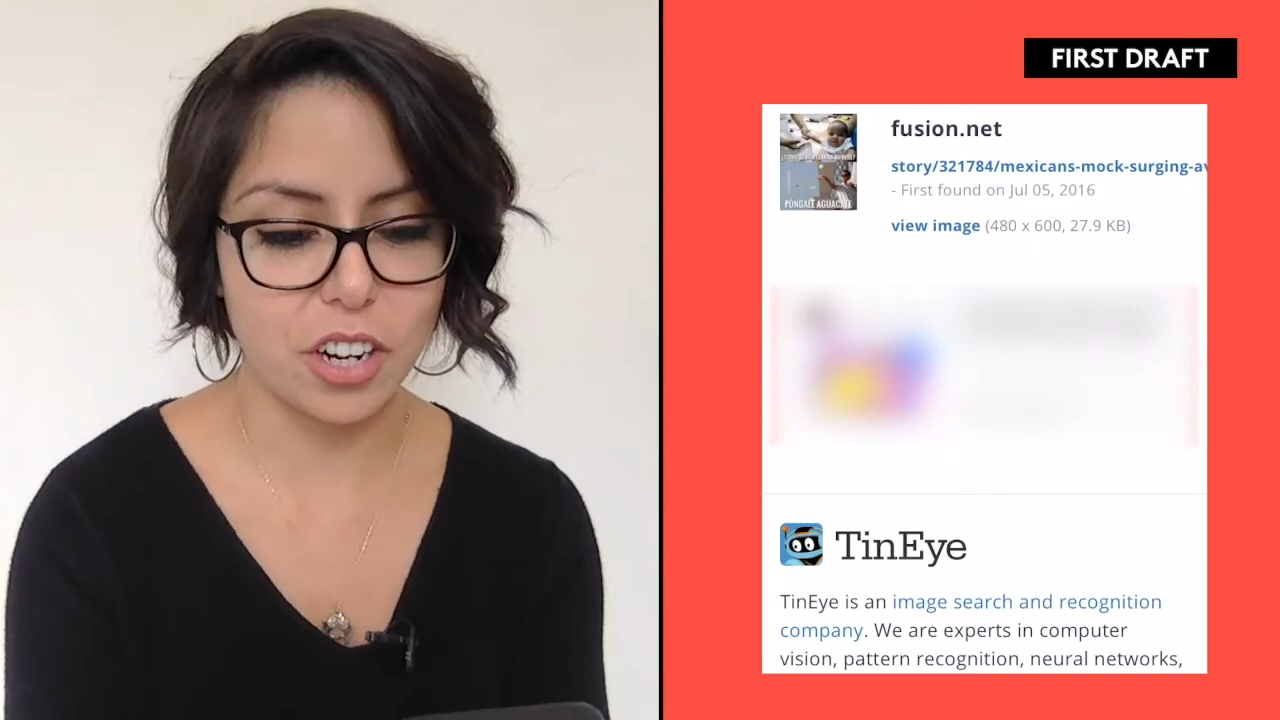 FIRST DRAFT
fusion.net
story/321784/mexicans-mock-surging-av
- First found on Jul 05, 2016
PÓNGALE AGUACATE
view image (480 x 600, 27.9 KB)
TinEye
TinEye is an image search and recognition
company. We are experts in computer
vision, pattern recognition, neural networks,